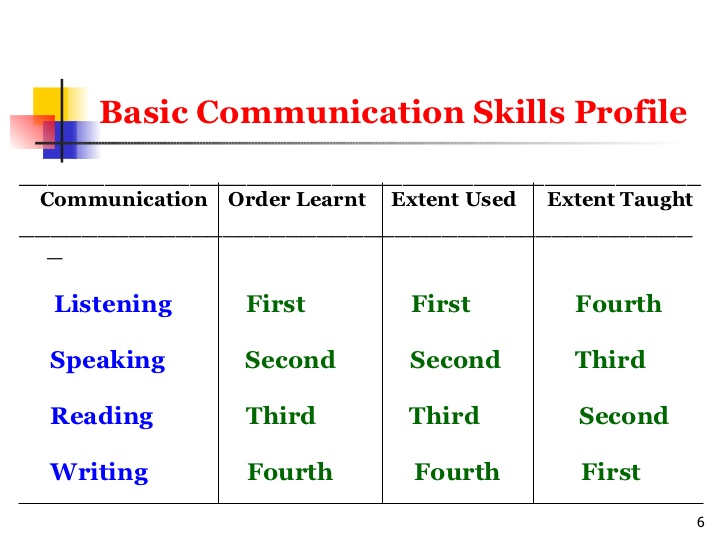 Basic Communication Skills Profile
Communication Order Learnt Extent Used Extent Taught
Listening First First Fourth
Speaking Second Second Third
Reading Third Third Second
Writing Fourth Fourth First
6